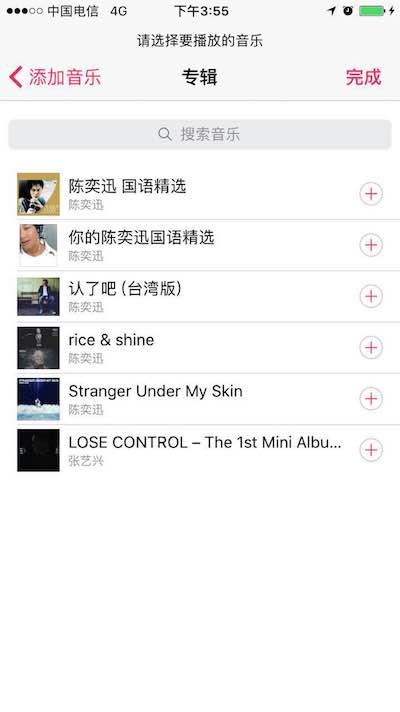 中国电信 4G 下午3:55
请选择要播放的音乐
添加音乐 专辑 完成
搜索音乐
陈奕迅 国语精选
陈奕迅
你的陈奕迅国语精选
陈奕迅
认了吧 (台湾版)
陈奕迅
rice & shine
陈奕迅
STRANGER UNDER MY SKIN
Stranger Under My Skin
陈奕迅
LOSE CONTROL – The 1st Mini Albu...
张艺兴